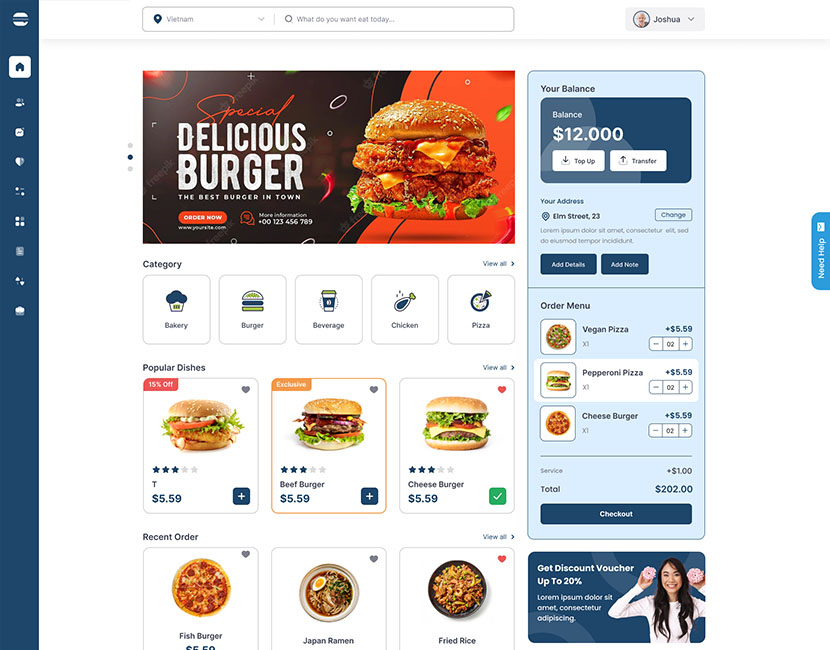 Vietnam
What do you want eat today...
Joshua
Special
DELICIOUS
BURGER
THE BEST BURGER IN TOWN
ORDER NOW
www.yoursite.com
More information
+00 123 456 789
Category
View all
Bakery
Burger
Beverage
Chicken
Pizza
Popular Dishes
View all
15% Off
T
$5.59
Exclusive
Beef Burger
$5.59
Cheese Burger
$5.59
Recent Order
View all
Fish Burger
$5.59
Japan Ramen
Fried Rice
Your Balance
Balance
$12.000
Top Up
Transfer
Your Address
Elm Street, 23
Change
Lorem ipsum dolor sit amet, consectetur elit, sed
do eiusmod tempor incididunt.
Add Details
Add Note
Order Menu
Vegan Pizza
+$5.59
X1
02
Pepperoni Pizza
+$5.59
X1
02
Cheese Burger
+$5.59
X1
02
Service
+$1.00
Total
$202.00
Checkout
Get Discount Voucher
Up To 20%
Lorem ipsum dolor sit
amet, consectetur
adipiscing.
Need Help